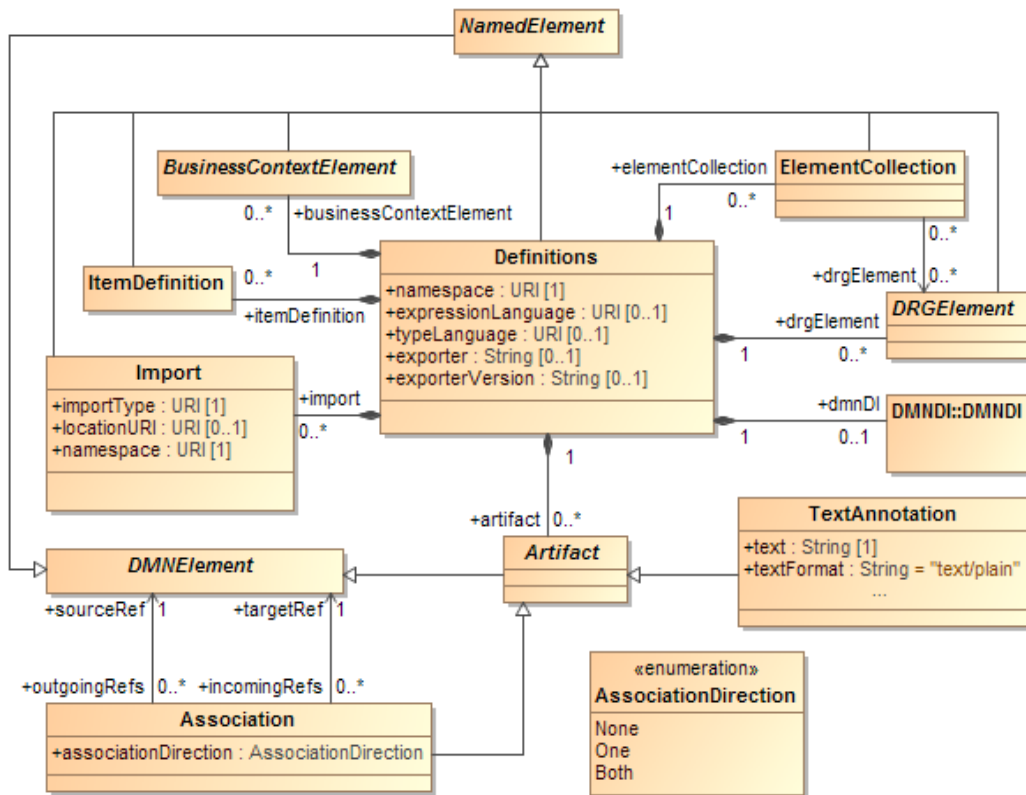 NamedElement
BusinessContextElement
+elementCollection
ElementCollection
0..*
+businessContextElement
1
0..*
0..*
1
Definitions
ItemDefinition
0..*
+itemDefinition
+namespace : URI [1]
+expressionLanguage : URI [0..1]
+typeLanguage : URI [0..1]
+exporter : String [0..1]
+exporterVersion : String [0..1]
+drgElement
0..*
DRGElement
+drgElement
1
0..*
Import
+importType : URI [1]
+locationURI : URI [0..1]
+namespace : URI [1]
+import
0..*
+dmnDI
1
0..1
DMNDI::DMNDI
1
+artifact
0..*
TextAnnotation
+text : String [1]
+textFormat : String = "text/plain"
...
DMNElement
Artifact
+sourceRef
1
+targetRef
1
+outgoingRefs
0..*
+incomingRefs
0..*
Association
+associationDirection : AssociationDirection
«enumeration»
AssociationDirection
None
One
Both